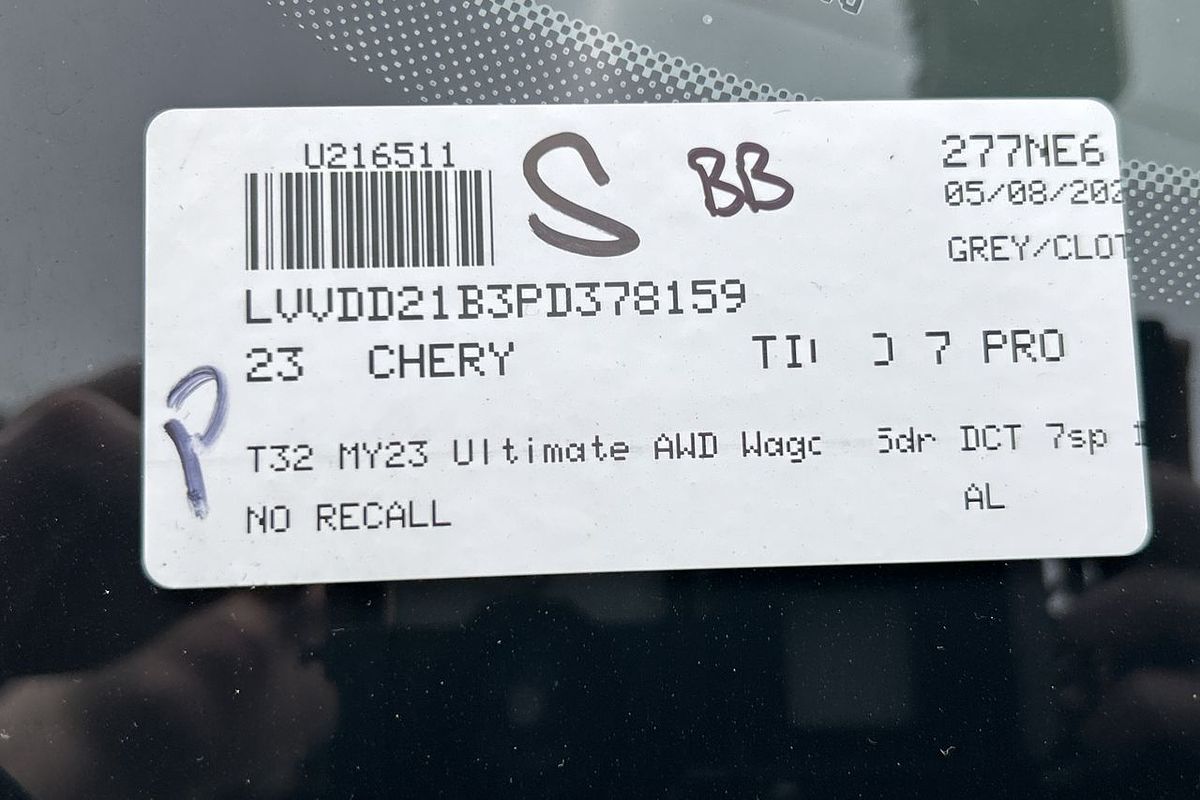 U216511
S
BB
277NE6
05/08/202
GREY/CLOT
LVVDD21B3PD378159
23 CHERY 7 PRO
P
T32 MY23 Ultimate AWD 5dr DCT 7sp
NO RECALL
AL